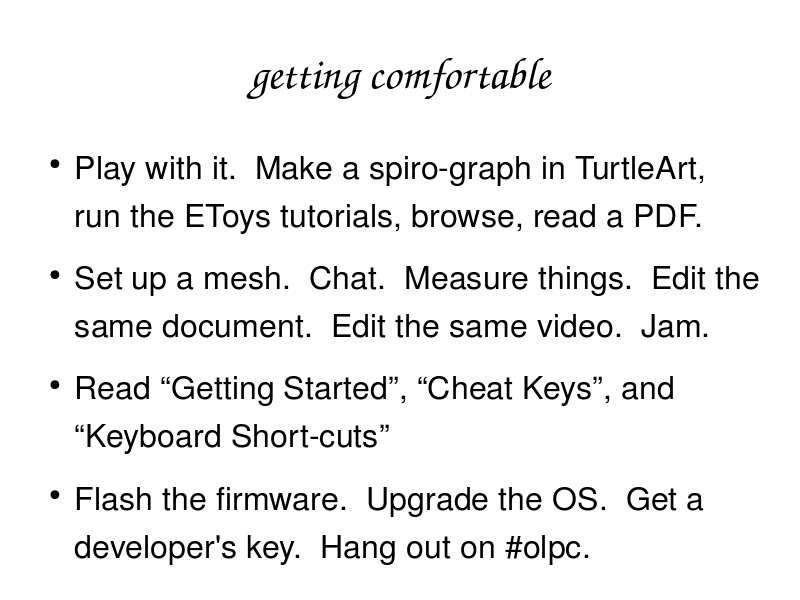 getting comfortable
• Play with it.  Make a spiro-graph in TurtleArt,
run the EToys tutorials, browse, read a PDF.
• Set up a mesh.  Chat.  Measure things.  Edit the
same document.  Edit the same video.  Jam.
• Read “Getting Started”, “Cheat Keys”, and
“Keyboard Short-cuts”
• Flash the firmware.  Upgrade the OS.  Get a
developer's key.  Hang out on #olpc.